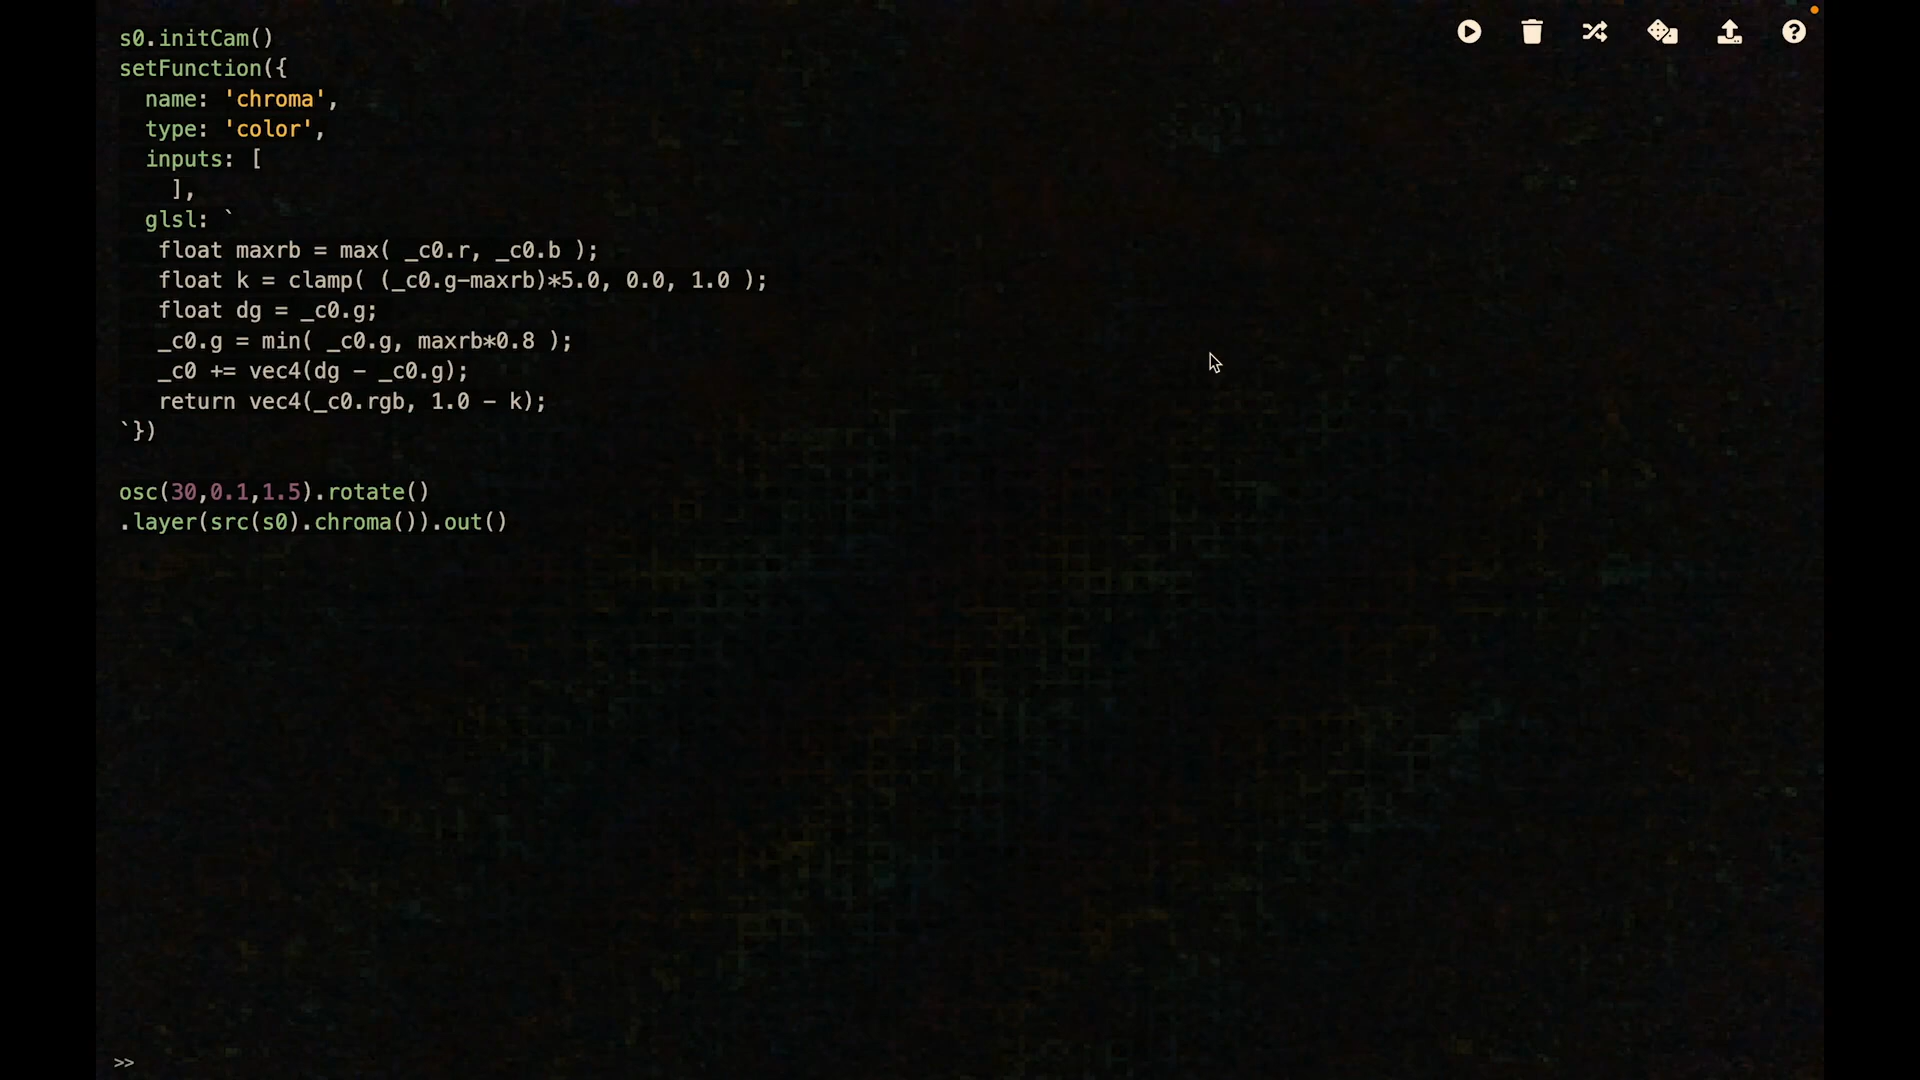 s0.initCam()
setFunction({
  name: 'chroma',
  type: 'color',
  inputs: [
    ],
  glsl: `
   float maxrb = max( _c0.r, _c0.b );
   float k = clamp( (_c0.g-maxrb)*5.0, 0.0, 1.0 );
   float dg = _c0.g;
   _c0.g = min( _c0.g, maxrb*0.8 );
   _c0 += vec4(dg - _c0.g);
   return vec4(_c0.rgb, 1.0 - k);
`})

osc(30,0.1,1.5).rotate()
.layer(src(s0).chroma()).out()
>>